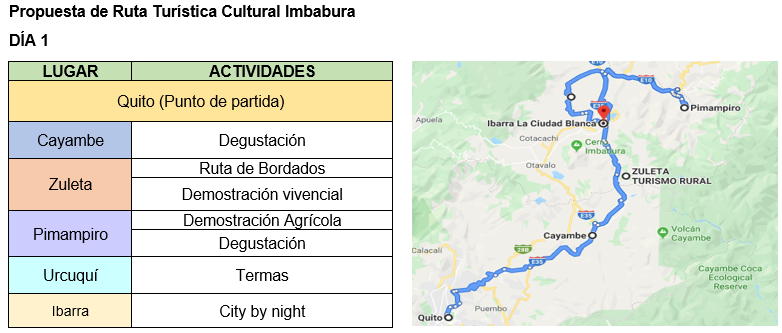 Propuesta de Ruta Turística Cultural Imbabura
DÍA 1
LUGAR ACTIVIDADES
Quito (Punto de partida)
Cayambe Degustación
Zuleta Ruta de Bordados
Demostración vivencial
Pimampiro Demostración Agrícola
Degustación
Urcuquí Termas
Ibarra City by night
E10
E10
Pimampiro
E35
Apuela
Ibarra La Ciudad Blanca
Cotacachi
Cerro
Imbabura
Otavalo
ZULETA
TURISMO RURAL
E35
Cayambe
Volcán
Cayambe
Calacalí
28B
E35
Cayambe Coca
Ecological
Reserve
Puembo
Quito